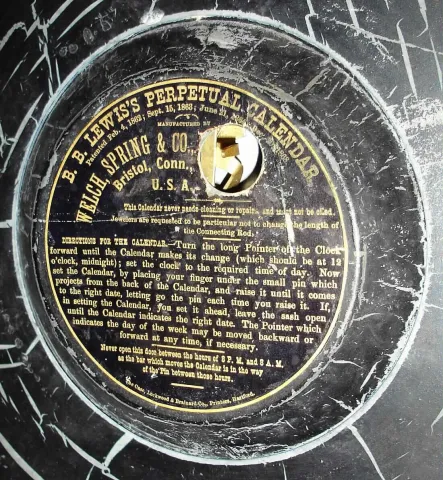 B. B. LEWIS'S PERPETUAL CALENDAR
Patented Feb. 4, 1862; Sept. 15, 1863; June 21,
MANUFACTURED BY
WELCH, SPRING & CO.,
Bristol, Conn.,
U. S. A.
This Calendar never needs cleaning or repair, and must not be oiled.
Jewelers are requested to be particular not to change the length of
the Connecting Rod.
DIRECTIONS FOR THE CALENDAR.—Turn the long Pointer of the Clock
forward until the Calendar makes its change (which should be at 12
o'clock, midnight); set the clock to the required time of day. Now
set the Calendar, by placing your finger under the small pin which
projects from the back of the Calendar, and raise it until it comes
to the right date, letting go the pin each time you raise it. If,
in setting the Calendar, you set it ahead, leave the sash open
until the Calendar indicates the right date. The Pointer which
indicates the day of the week may be moved backward or
forward at any time, if necessary.
Never open this door between the hours of 8 P. M. and 3 A. M.
as the bar which moves the Calendar is in the way
of the Pin between those hours.
Case, Lockwood & Brainard Co., Printers, Hartford.